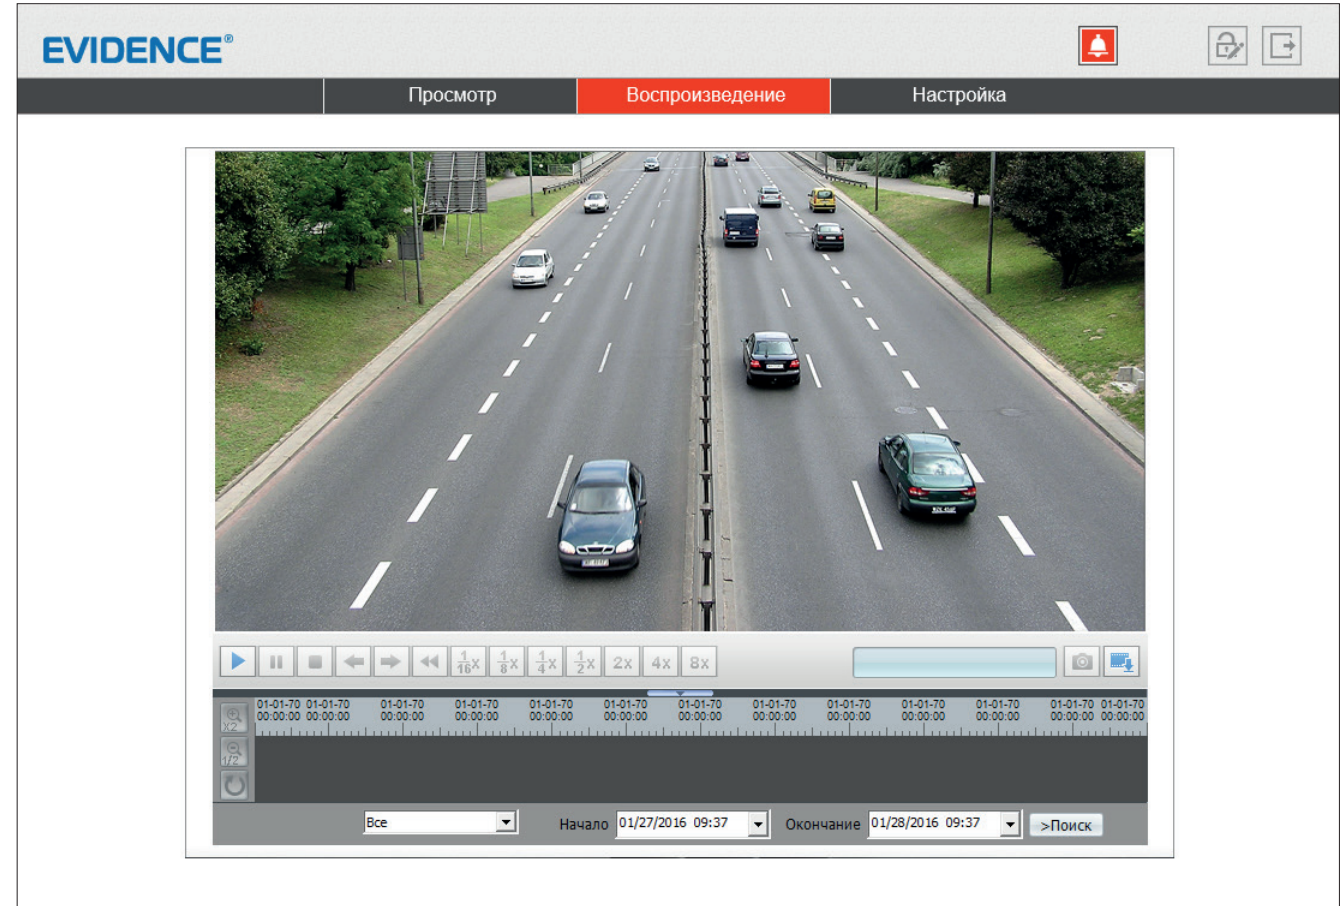 EVIDENCE®
Просмотр Воспроизведение Настройка
1/16x 1/8x 1/4x 1/2x 2x 4x 8x
01-01-70 01-01-70 01-01-70 01-01-70 01-01-70 01-01-70 01-01-70 01-01-70 01-01-70 01-01-70 01-01-70 01-01-70 01-01-70
00:00:00 00:00:00 00:00:00 00:00:00 00:00:00 00:00:00 00:00:00 00:00:00 00:00:00 00:00:00 00:00:00 00:00:00 00:00:00
X2
1/2
Все Начало 01/27/2016 09:37 Окончание 01/28/2016 09:37 >Поиск